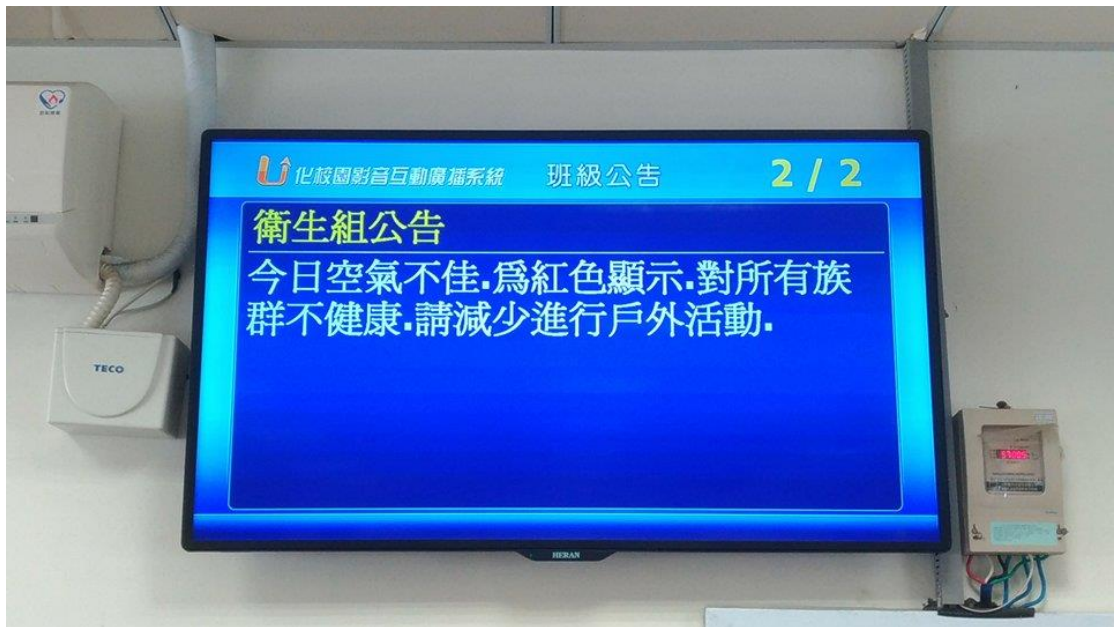 U化校園影音互動廣播系統 班級公告 2 / 2
衛生組公告
今日空氣不佳.爲紅色顯示.對所有族
群不健康.請減少進行戶外活動.
TECO
HERAN